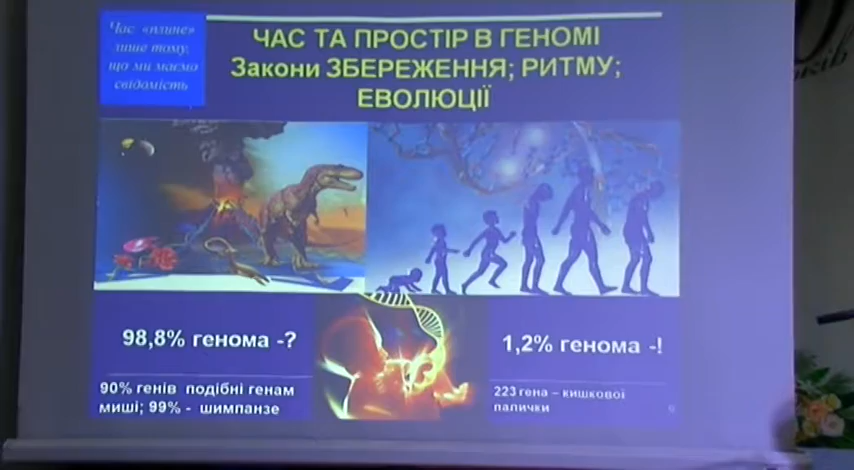 Час «плине»
лише тому,
що ми маємо
свідомість
ЧАС ТА ПРОСТІР В ГЕНОМІ
Закони ЗБЕРЕЖЕННЯ; РИТМУ;
ЕВОЛЮЦІЇ
98,8% генома -?
1,2% генома -!
90% генів подібні генам
миші; 99% - шимпанзе
223 гена – кишкової
палички